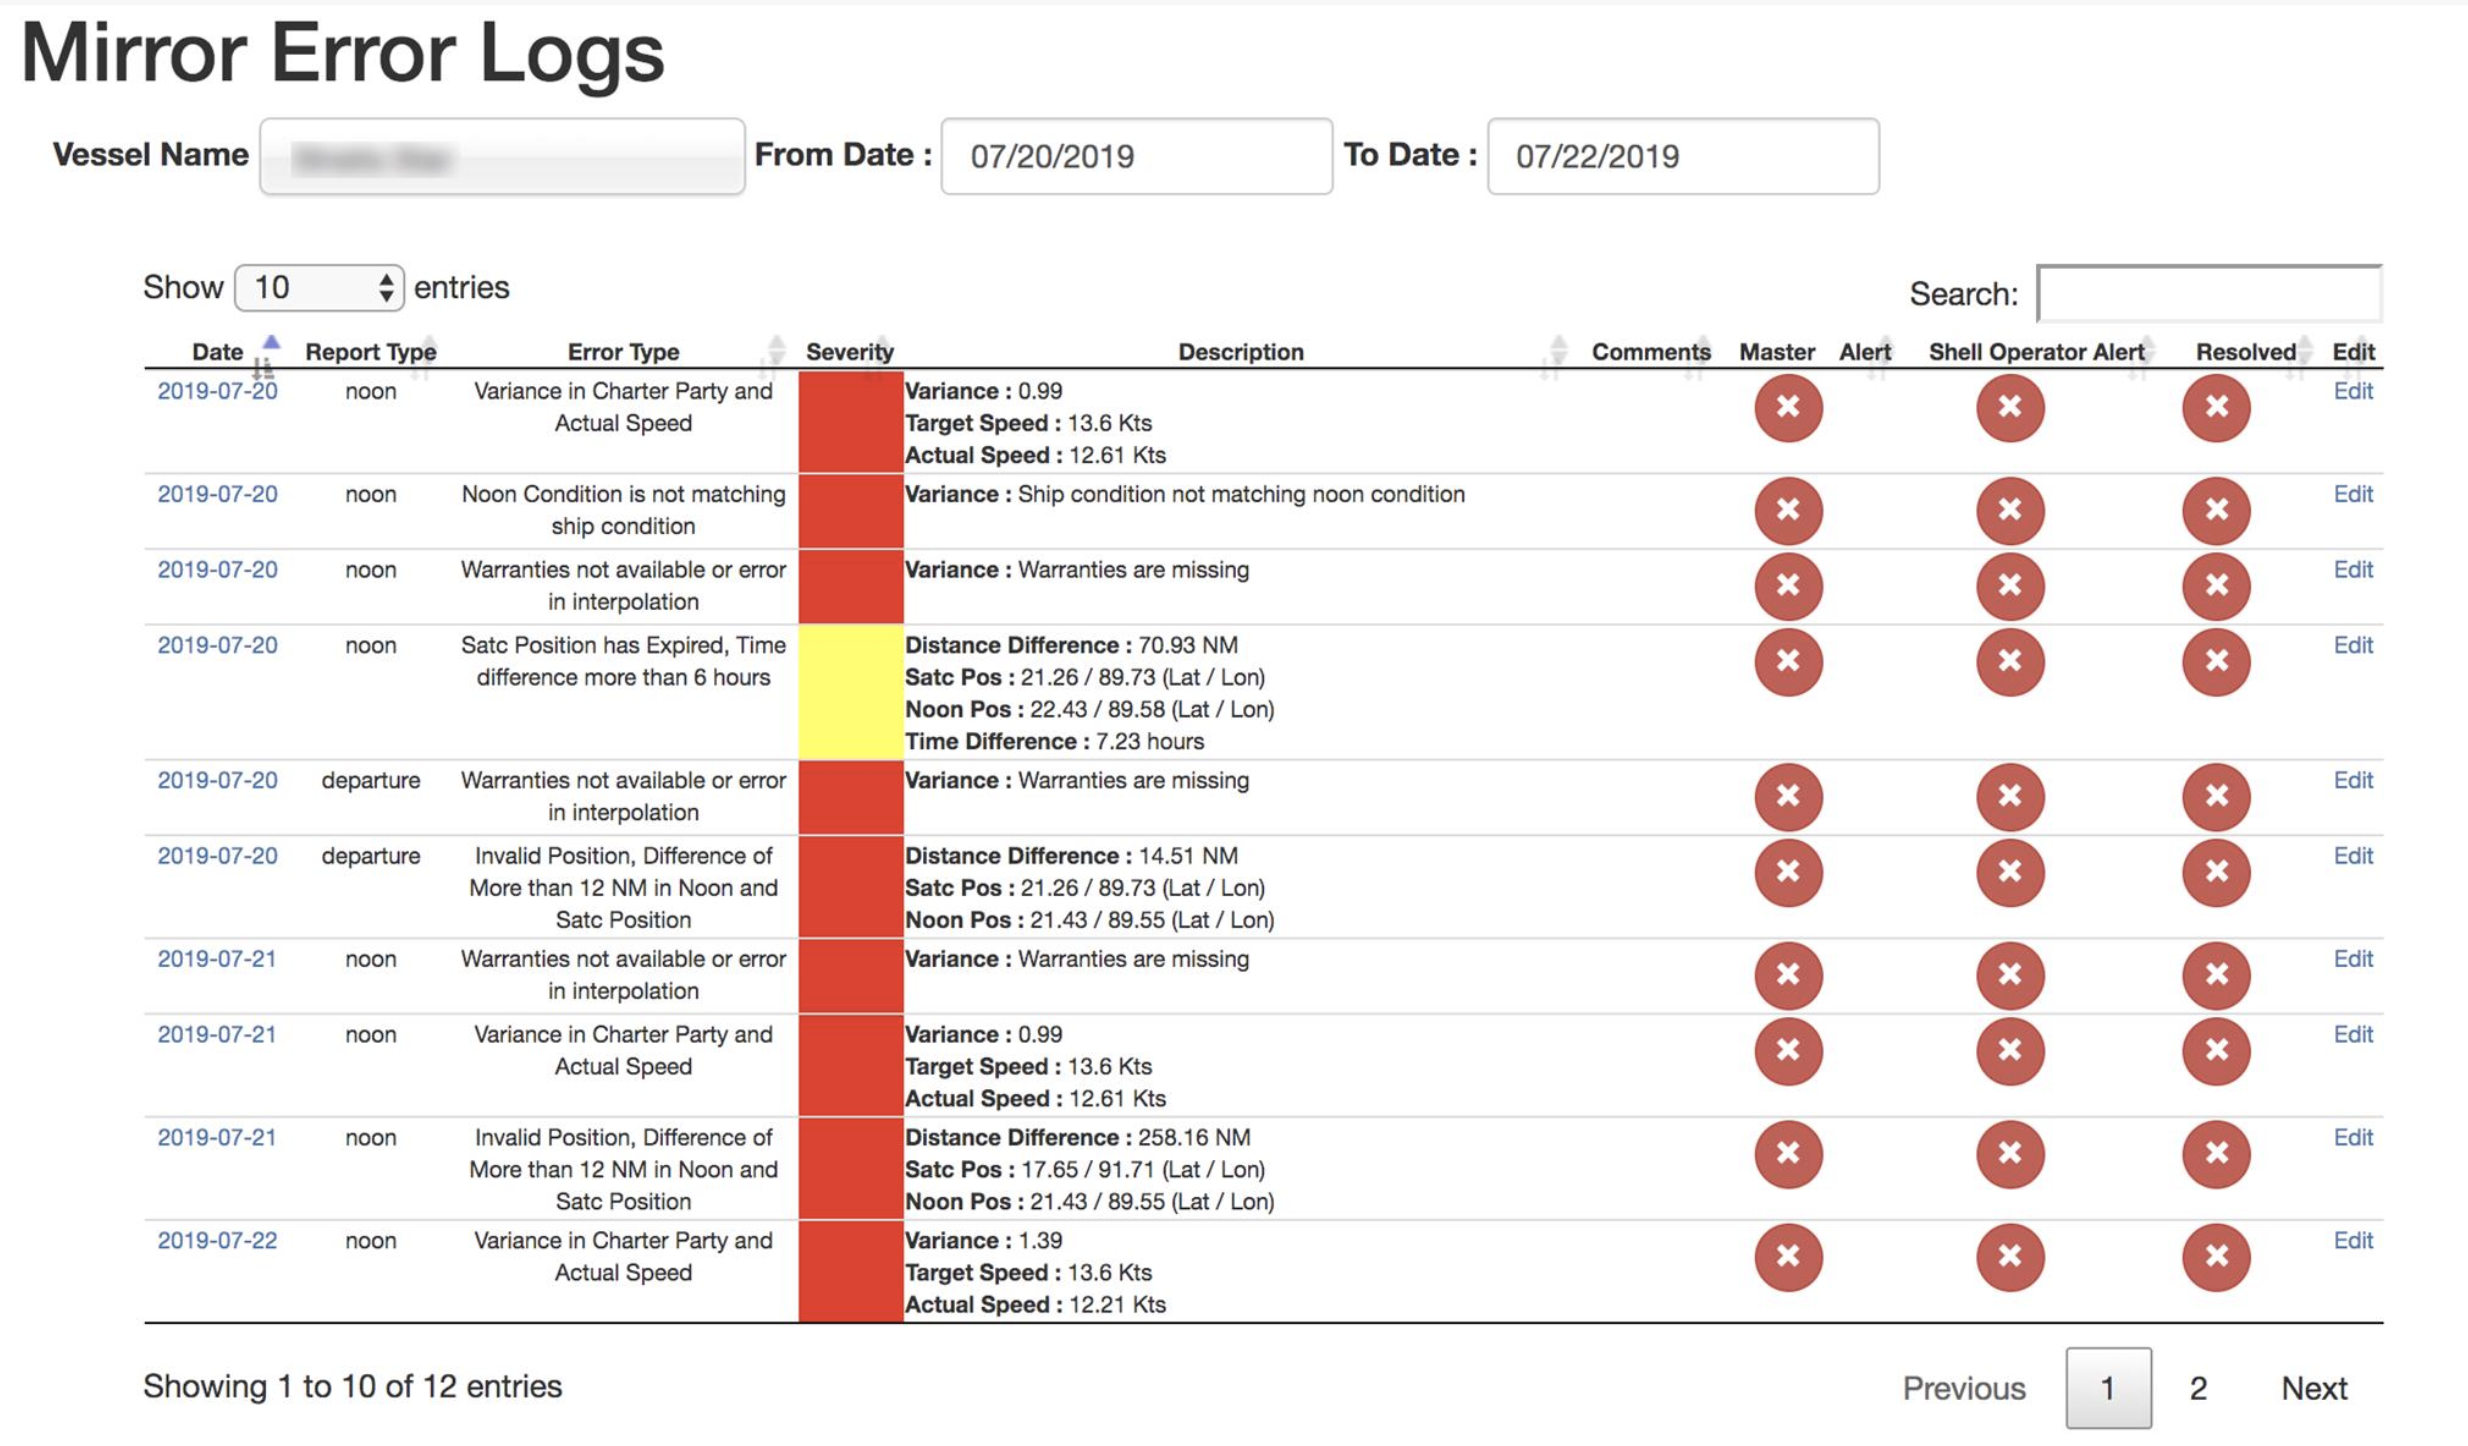 Mirror Error Logs
Vessel Name From Date : 07/20/2019 To Date : 07/22/2019
Show 10 entries Search:
Date Report Type Error Type Severity Description Comments Master Alert Shell Operator Alert Resolved Edit
2019-07-20 noon Variance in Charter Party and Variance : 0.99 Edit
Actual Speed Target Speed : 13.6 Kts
Actual Speed : 12.61 Kts
2019-07-20 noon Noon Condition is not matching Variance : Ship condition not matching noon condition Edit
ship condition
2019-07-20 noon Warranties not available or error Variance : Warranties are missing Edit
in interpolation
2019-07-20 noon Satc Position has Expired, Time Distance Difference : 70.93 NM Edit
difference more than 6 hours Satc Pos : 21.26 / 89.73 (Lat / Lon)
Noon Pos : 22.43 / 89.58 (Lat / Lon)
Time Difference : 7.23 hours
2019-07-20 departure Warranties not available or error Variance : Warranties are missing Edit
in interpolation
2019-07-20 departure Invalid Position, Difference of Distance Difference : 14.51 NM Edit
More than 12 NM in Noon and Satc Pos : 21.26 / 89.73 (Lat / Lon)
Satc Position Noon Pos : 21.43 / 89.55 (Lat / Lon)
2019-07-21 noon Warranties not available or error Variance : Warranties are missing Edit
in interpolation
2019-07-21 noon Variance in Charter Party and Variance : 0.99 Edit
Actual Speed Target Speed : 13.6 Kts
Actual Speed : 12.61 Kts
2019-07-21 noon Invalid Position, Difference of Distance Difference : 258.16 NM Edit
More than 12 NM in Noon and Satc Pos : 17.65 / 91.71 (Lat / Lon)
Satc Position Noon Pos : 21.43 / 89.55 (Lat / Lon)
2019-07-22 noon Variance in Charter Party and Variance : 1.39 Edit
Actual Speed Target Speed : 13.6 Kts
Actual Speed : 12.21 Kts
Showing 1 to 10 of 12 entries Previous 1 2 Next